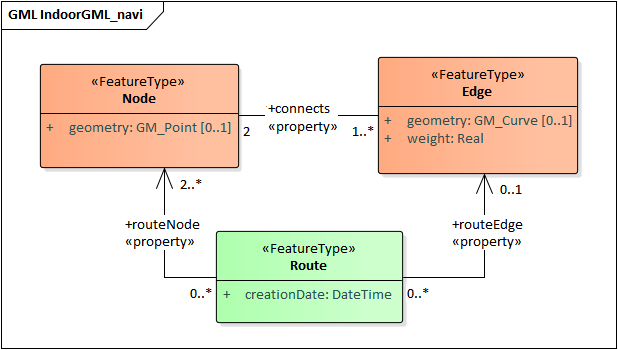 GML IndoorGML_navi
«FeatureType»
Node
+ geometry: GM_Point [0..1]
+connects
«property»
2
1..*
«FeatureType»
Edge
+ geometry: GM_Curve [0..1]
+ weight: Real
2..*
0..1
+routeNode
«property»
+routeEdge
«property»
«FeatureType»
Route
+ creationDate: DateTime
0..*
0..*